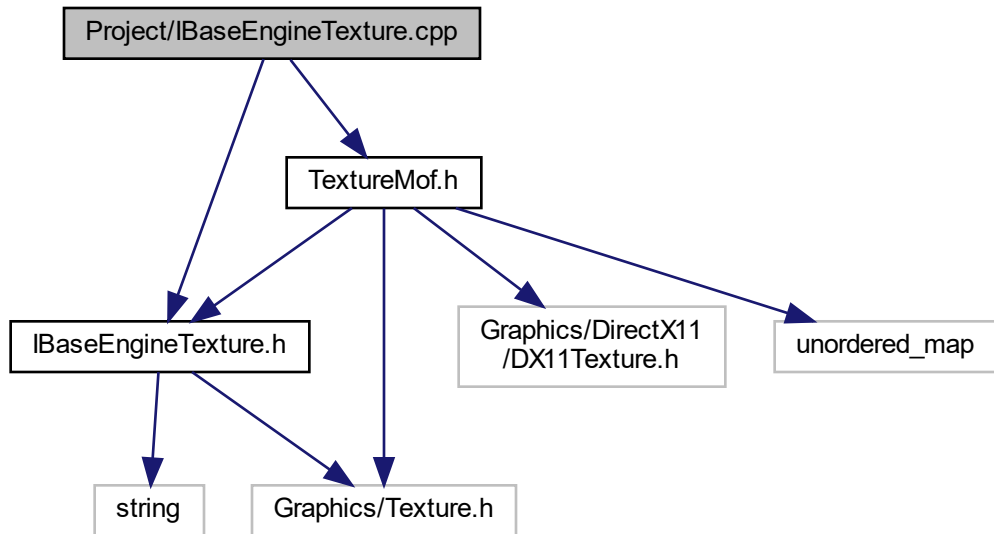 Project/IBaseEngineTexture.cpp
TextureMof.h
IBaseEngineTexture.h
Graphics/DirectX11
/DX11Texture.h
unordered_map
string
Graphics/Texture.h